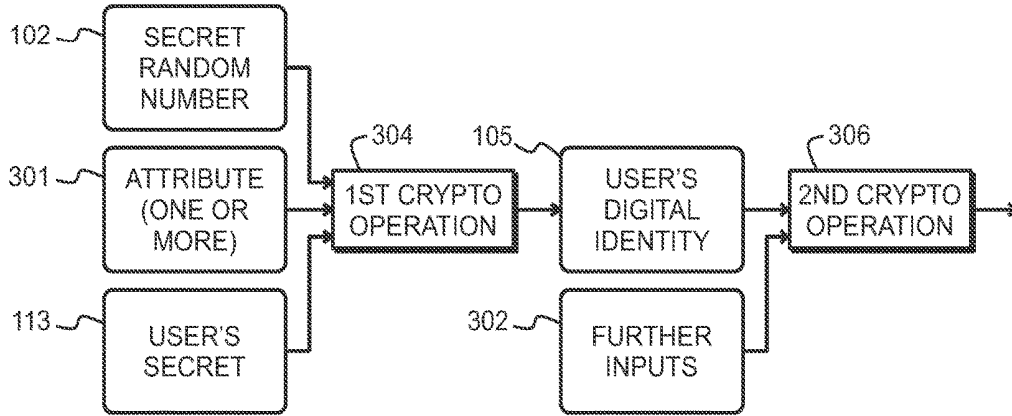 102
SECRET
RANDOM
NUMBER
301
ATTRIBUTE
(ONE OR
MORE)
113
USER'S
SECRET
304
1ST CRYPTO
OPERATION
105
USER'S
DIGITAL
IDENTITY
302
FURTHER
INPUTS
306
2ND CRYPTO
OPERATION